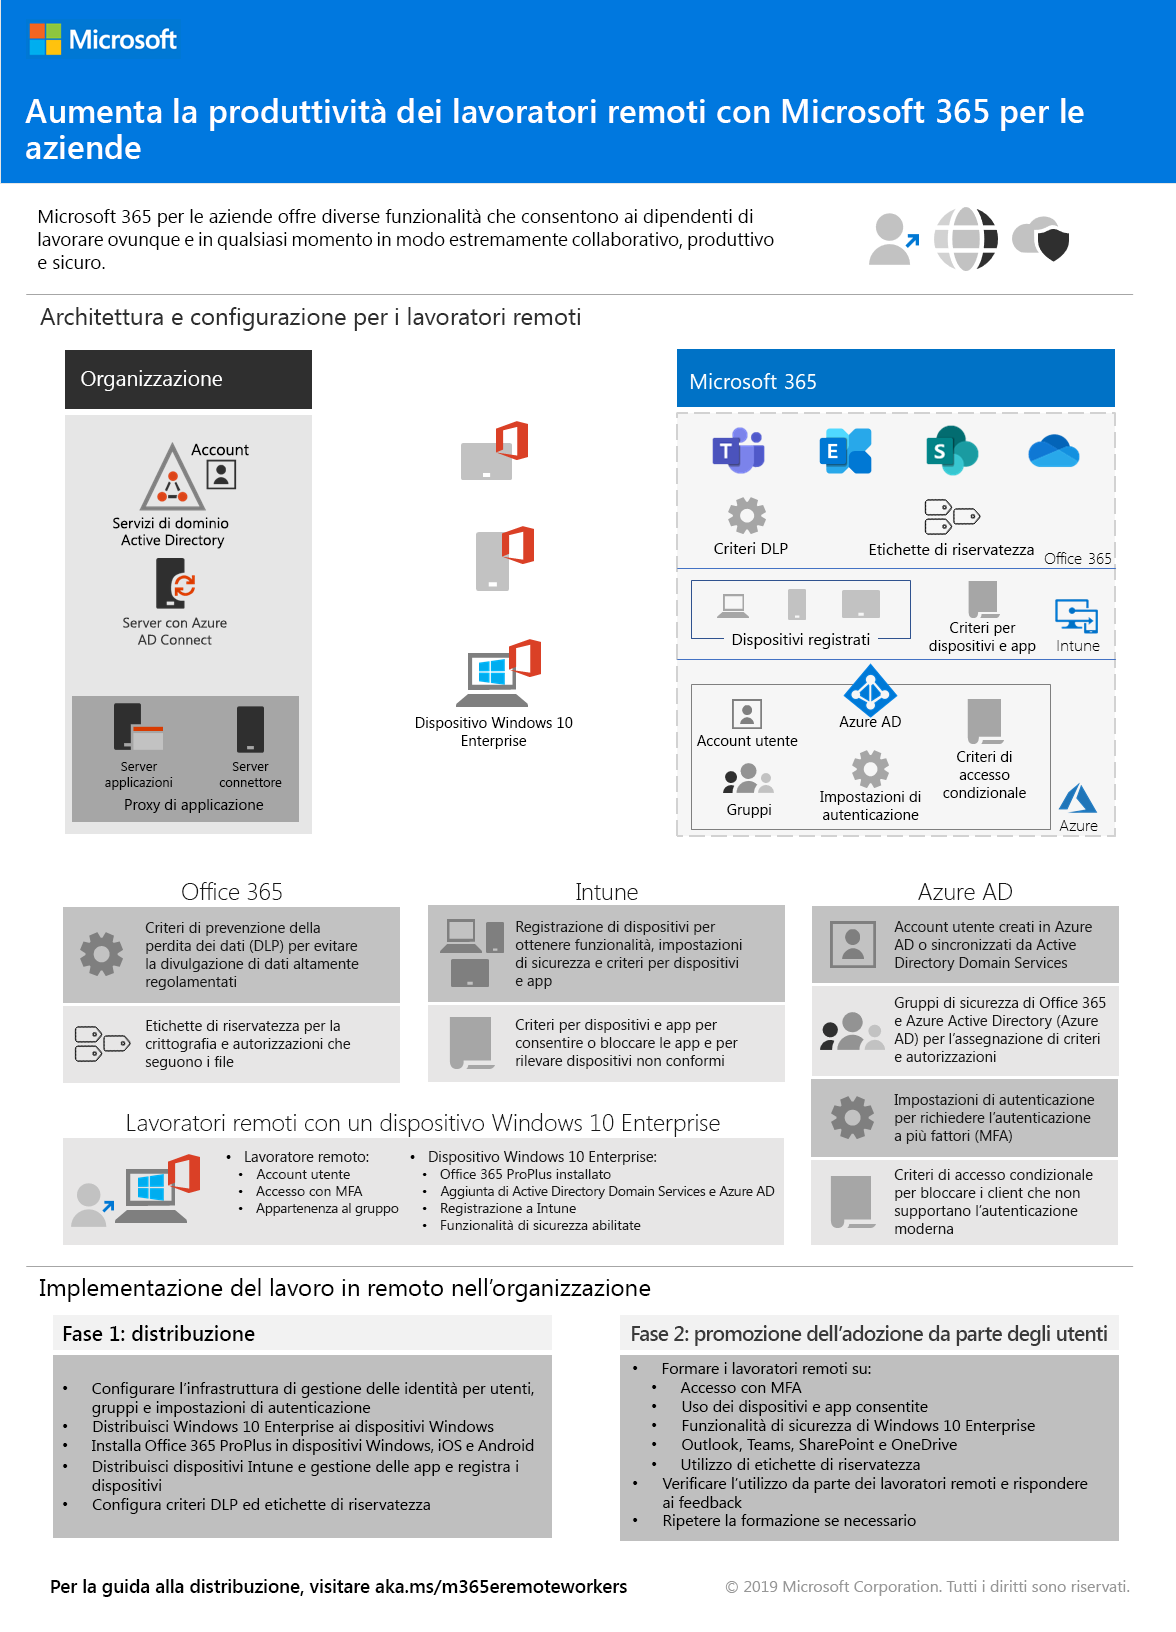 Microsoft
Aumenta la produttività dei lavoratori remoti con Microsoft 365 per le
aziende
Microsoft 365 per le aziende offre diverse funzionalità che consentono ai dipendenti di
lavorare ovunque e in qualsiasi momento in modo estremamente collaborativo, produttivo
e sicuro.
Architettura e configurazione per i lavoratori remoti
Organizzazione
Account
Servizi di dominio
Active Directory
Server con Azure
AD Connect
Server
applicazioni
Server
connettore
Proxy di applicazione
Dispositivo Windows 10
Enterprise
Microsoft 365
T
E
S
Criteri DLP
Etichette di riservatezza
Office 365
Dispositivi registrati
Criteri per
dispositivi e app
Intune
Azure AD
Account utente
Gruppi
Impostazioni di
autenticazione
Criteri di
accesso
condizionale
Azure
Office 365
Criteri di prevenzione della
perdita dei dati (DLP) per evitare
la divulgazione di dati altamente
regolamentati
Etichette di riservatezza per la
crittografia e autorizzazioni che
seguono i file
Intune
Registrazione di dispositivi per
ottenere funzionalità, impostazioni
di sicurezza e criteri per dispositivi
e app
Criteri per dispositivi e app per
consentire o bloccare le app e per
rilevare dispositivi non conformi
Azure AD
Account utente creati in Azure
AD o sincronizzati da Active
Directory Domain Services
Gruppi di sicurezza di Office 365
e Azure Active Directory (Azure
AD) per l'assegnazione di criteri
e autorizzazioni
Impostazioni di autenticazione
per richiedere l'autenticazione
a più fattori (MFA)
Criteri di accesso condizionale
per bloccare i client che non
supportano l'autenticazione
moderna
Lavoratori remoti con un dispositivo Windows 10 Enterprise
• Lavoratore remoto:
• Account utente
• Accesso con MFA
• Appartenenza al gruppo
• Dispositivo Windows 10 Enterprise:
• Office 365 ProPlus installato
• Aggiunta di Active Directory Domain Services e Azure AD
• Registrazione a Intune
• Funzionalità di sicurezza abilitate
Implementazione del lavoro in remoto nell'organizzazione
Fase 1: distribuzione
• Configurare l'infrastruttura di gestione delle identità per utenti,
gruppi e impostazioni di autenticazione
• Distribuisci Windows 10 Enterprise ai dispositivi Windows
• Installa Office 365 ProPlus in dispositivi Windows, iOS e Android
• Distribuisci dispositivi Intune e gestione delle app e registra i
dispositivi
• Configura criteri DLP ed etichette di riservatezza
Fase 2: promozione dell'adozione da parte degli utenti
• Formare i lavoratori remoti su:
• Accesso con MFA
• Uso dei dispositivi e app consentite
• Funzionalità di sicurezza di Windows 10 Enterprise
• Outlook, Teams, SharePoint e OneDrive
• Utilizzo di etichette di riservatezza
• Verificare l'utilizzo da parte dei lavoratori remoti e rispondere
ai feedback
• Ripetere la formazione se necessario
Per la guida alla distribuzione, visitare aka.ms/m365eremoteworkers
© 2019 Microsoft Corporation. Tutti i diritti sono riservati.